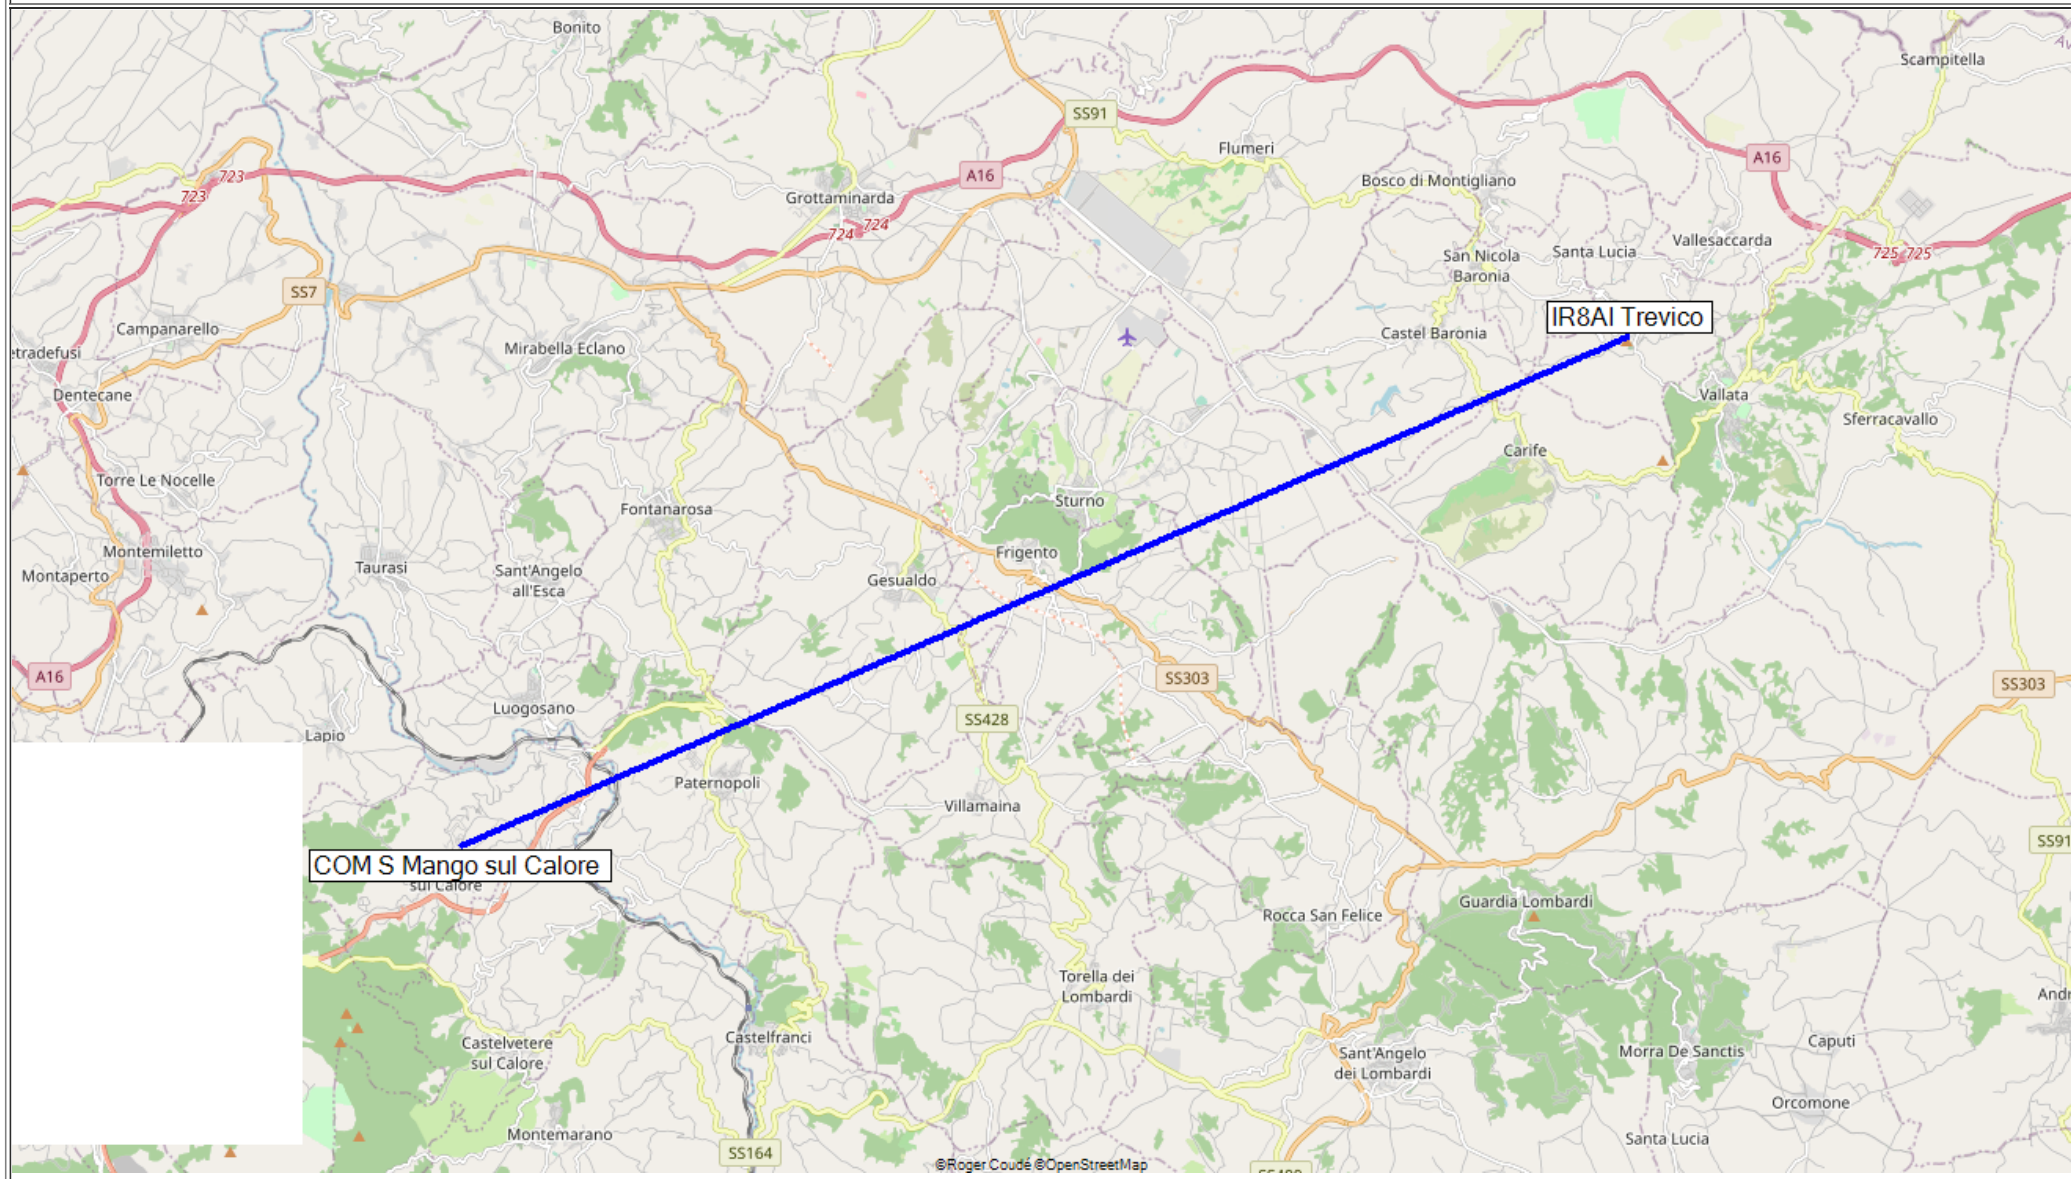 Bonito
Scampitella
SS91
Flumeri
A16
A16
723
723
Grottaminarda
Bosco di Montigliano
724
724
Vallesaccarda
Santa Lucia
San Nicola
Baronia
725
725
SS7
IR8AI Trevico
Campanarello
Castel Baronia
Mirabella Eclano
etradefusi
Dentecane
Vallata
Sferracavallo
Carife
Torre Le Nocelle
Sturno
Fontanarosa
Montemiletto
Frigento
Taurasi
Sant'Angelo
all'Esca
Montaperto
Gesualdo
A16
SS303
SS303
Luogosano
SS428
Lapio
Paternopoli
Villamaina
SS91
COM S Mango sul Calore
sul Calore
Guardia Lombardi
Rocca San Felice
Torella dei
Lombardi
Andr
Castelfranci
Castelvetere
sul Calore
Caputi
Morra De Sanctis
Sant'Angelo
dei Lombardi
Orcomone
Montemarano
Santa Lucia
SS164
©Roger Coudé ©OpenStreetMap